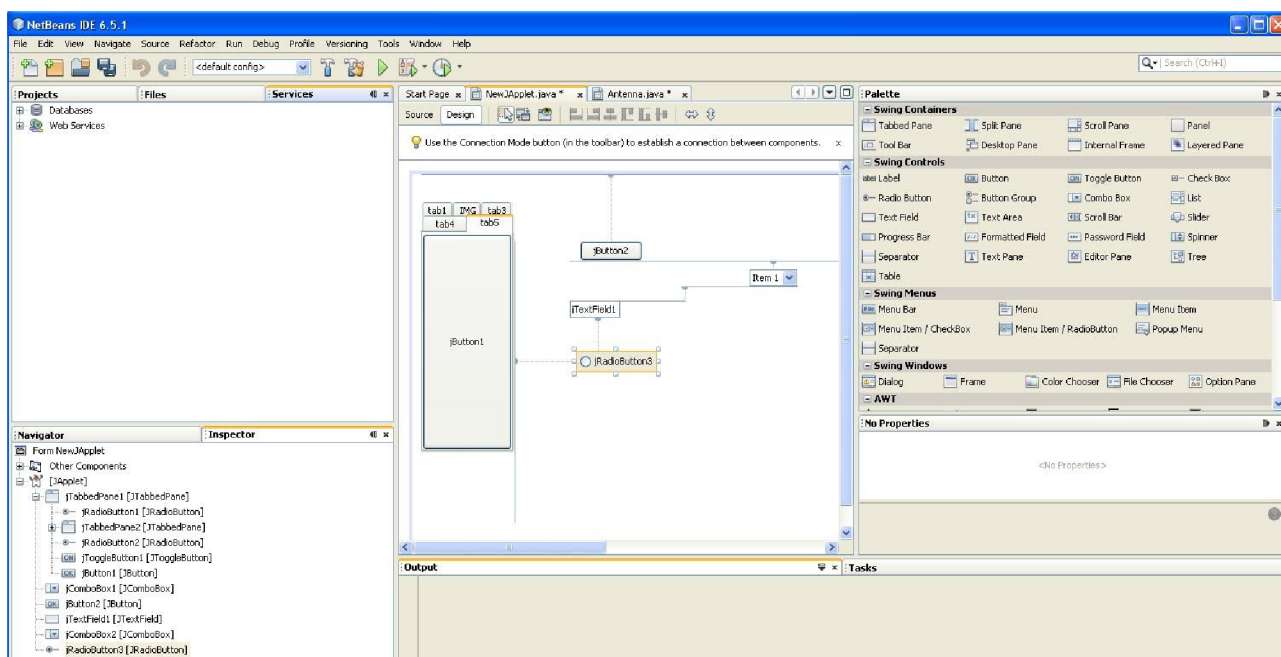 NetBeans IDE 6.5.1
File Edit View Navigate Source Refactor Run Debug Profile Versioning Tools Window Help
<default config>
Search (Ctrl+I)
Projects Files Services
Databases
Web Services
Start Page NewJApplet.java * Antenna.java *
Source Design
Use the Connection Mode button (in the toolbar) to establish a connection between components.
tab1 IMG tab3
tab4 tab5
jButton1
jButton2
Item 1
jTextField1
jRadioButton3
Palette
Swing Containers
Tabbed Pane Split Pane Scroll Pane Panel
Tool Bar Desktop Pane Internal Frame Layered Pane
Swing Controls
label Label OK Button ON Toggle Button Check Box
Radio Button Button Group Combo Box List
Text Field Text Area Scroll Bar Slider
Progress Bar Formatted Field Password Field Spinner
Separator Text Pane Editor Pane Tree
Table
Swing Menus
Menu Bar Menu Menu Item
Menu Item / CheckBox Menu Item / RadioButton Popup Menu
Separator
Swing Windows
Dialog Frame Color Chooser File Chooser Option Pane
AWT
No Properties
<No Properties>
Navigator Inspector
Form NewJApplet
Other Components
[JApplet]
jTabbedPane1 [JTabbedPane]
jRadioButton1 [JRadioButton]
jTabbedPane2 [JTabbedPane]
jRadioButton2 [JRadioButton]
jToggleButton1 [JToggleButton]
jButton1 [JButton]
jComboBox1 [JComboBox]
jButton2 [JButton]
jTextField1 [JTextField]
jComboBox2 [JComboBox]
jRadioButton3 [JRadioButton]
Output Tasks